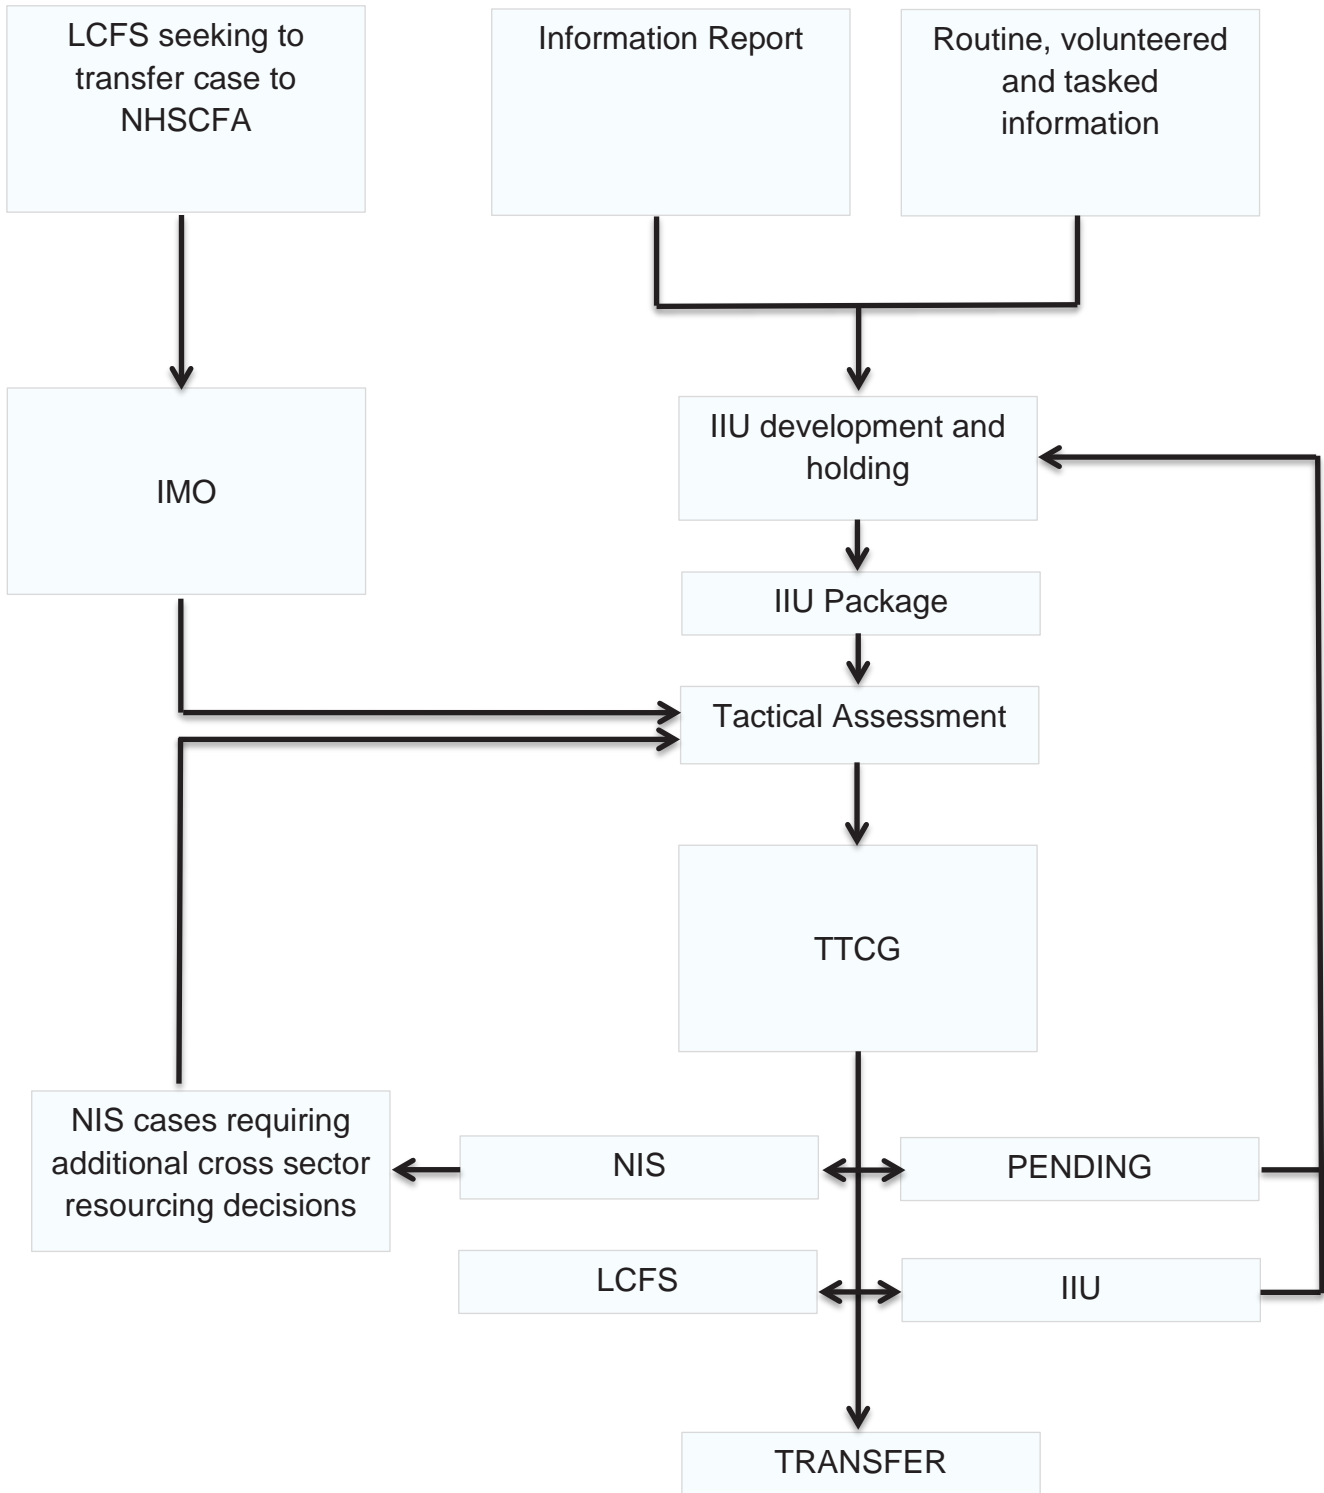 LCFS seeking to
transfer case to
NHSCFA
Information Report
Routine, volunteered
and tasked
information
IMO
IIU development and
holding
IIU Package
Tactical Assessment
TTCG
NIS cases requiring
additional cross sector
resourcing decisions
NIS
PENDING
LCFS
IIU
TRANSFER